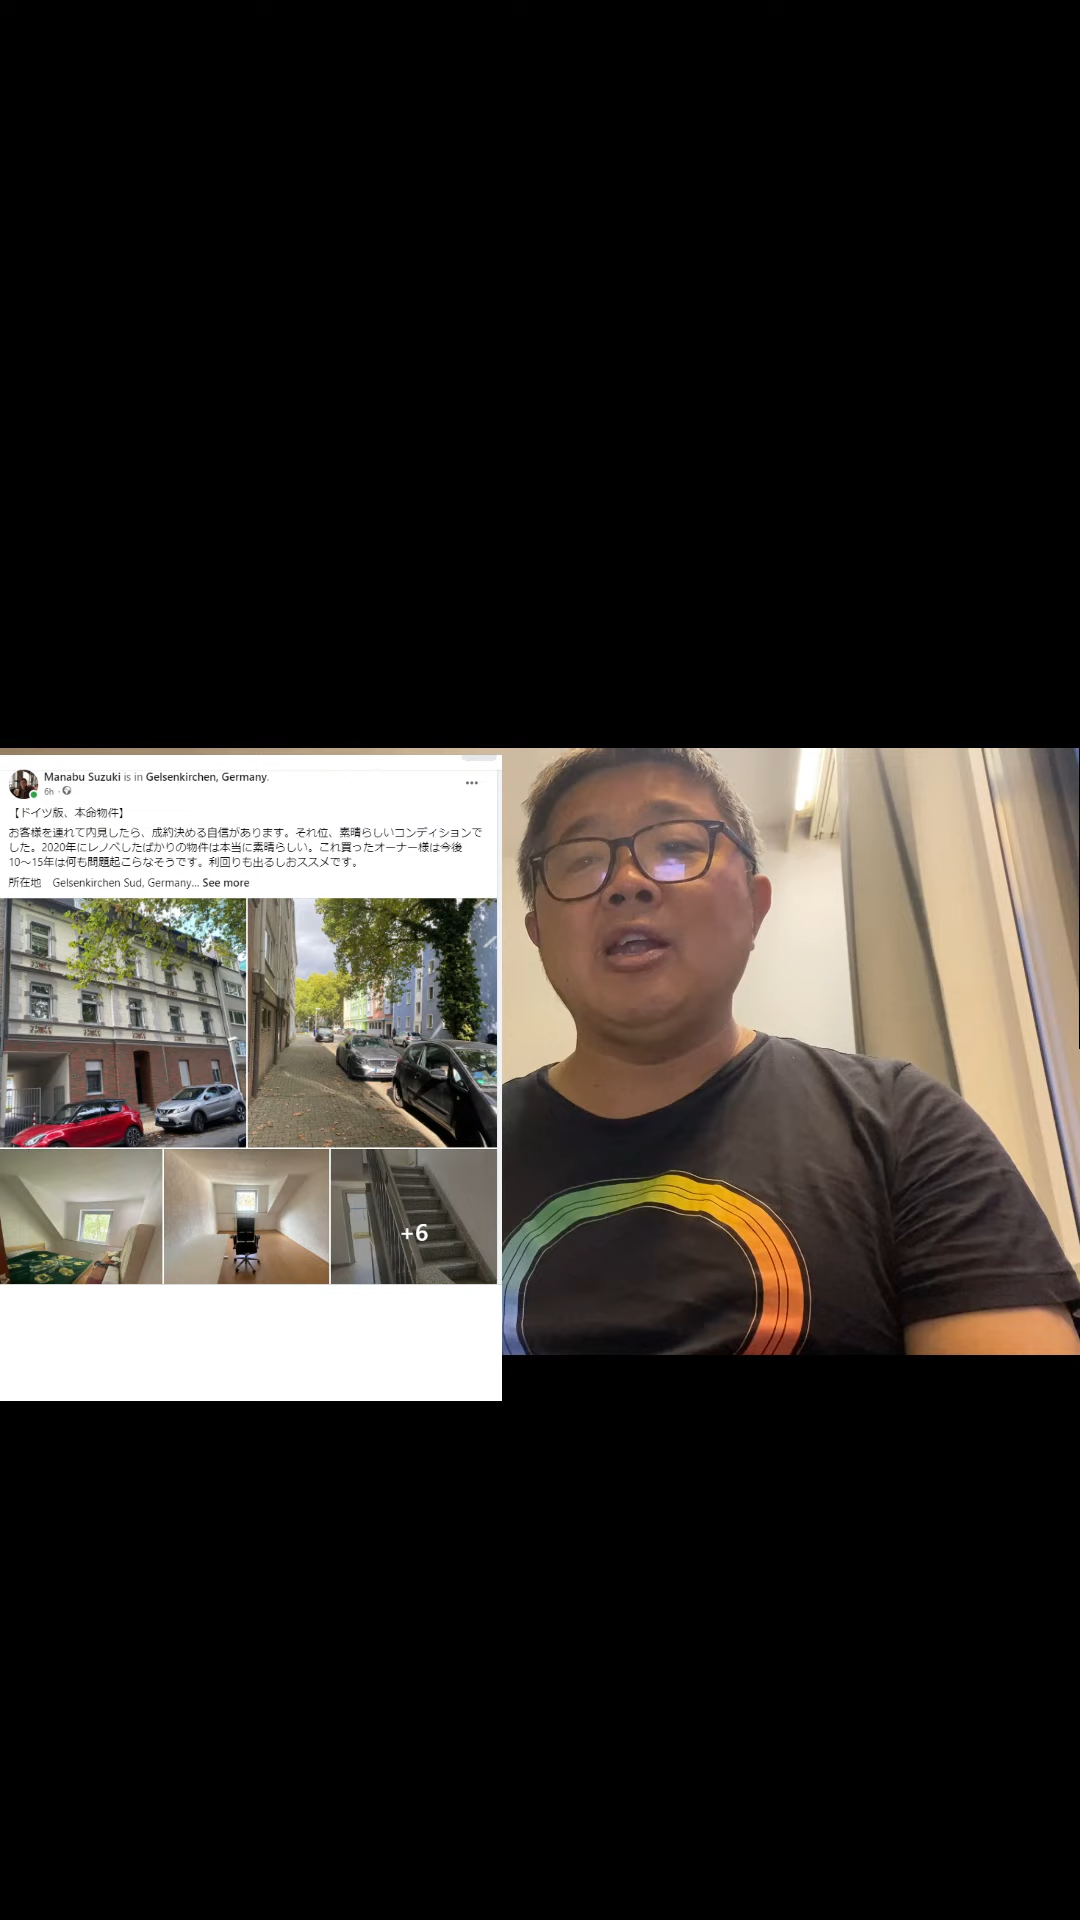 Manabu Suzuki is in Gelsenkirchen, Germany.
6h
【ドイツ版、本命物件】
お客様を連れて内見したら、成約決める自信があります。それ位、素晴らしいコンディションで
した。2020年にレノベしたばかりの物件は本当に素晴らしい。これ買ったオーナー様は今後
10〜15年は何も問題起こらなそうです。利回りも出るしおススメです。
所在地　Gelsenkirchen Sud, Germany... See more
+6